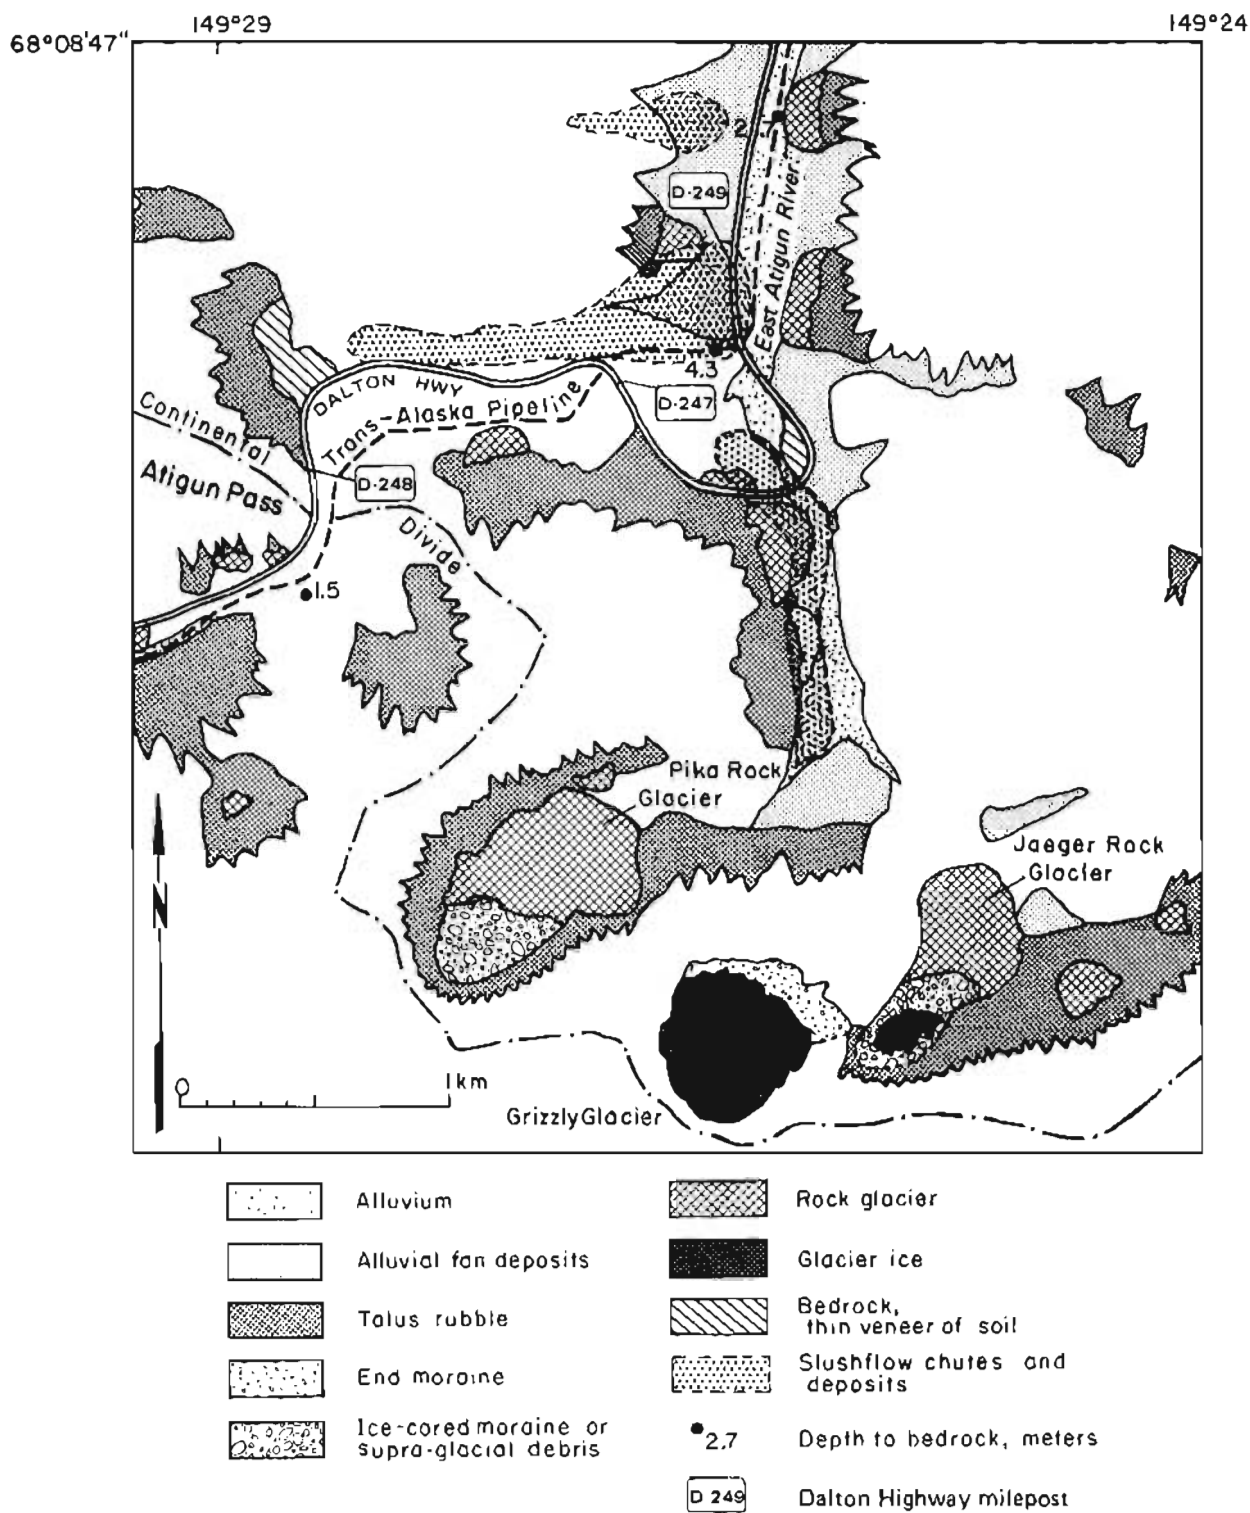 149°29
149°24
68°08'47"
2
D-249
East Atigun River
4.3
DALTON HWY
D-247
Trans-Alaska Pipeline
Continental
Divide
Atigun Pass
D-248
1.5
Pika Rock
Glacier
Jaeger Rock
Glacier
N
0
1km
Grizzly Glacier
Alluvium
Rock glacier
Alluvial fan deposits
Glacier ice
Talus rubble
Bedrock,
thin veneer of soil
End moraine
Slushflow chutes and
deposits
Ice-cored moraine or
supra-glacial debris
2.7
Depth to bedrock, meters
D 249
Dalton Highway milepost